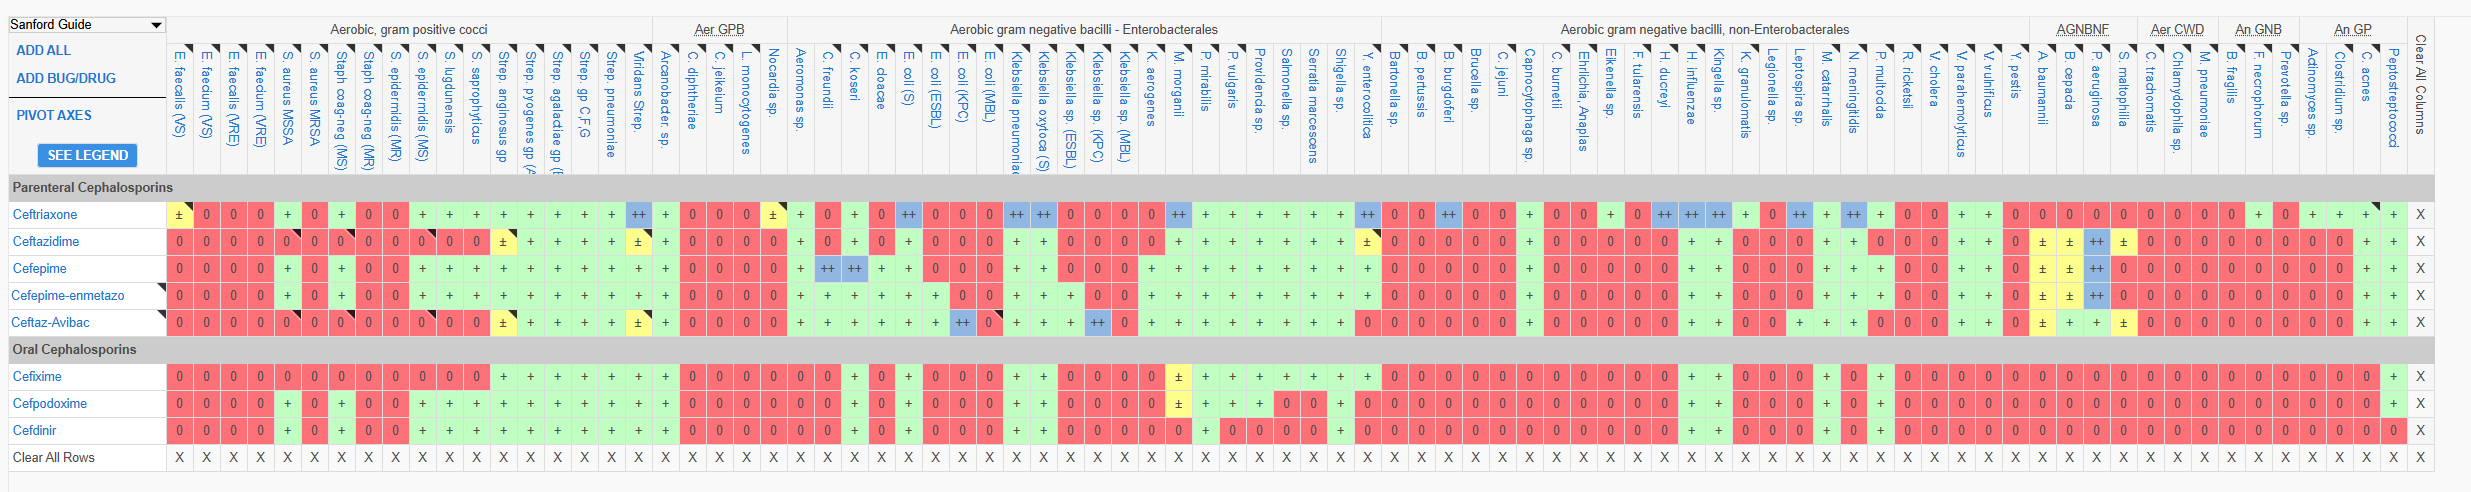 Sanford Guide
ADD ALL
ADD BUG/DRUG
PIVOT AXES
SEE LEGEND
Aerobic, gram positive cocci
Aer GPB
Aerobic gram negative bacilli - Enterobacterales
Aerobic gram negative bacilli, non-Enterobacterales
AGNBNF
Aer CWD
An GNB
An GP
E. faecalis (VS)
E. faecium (VS)
E. faecalis (VRE)
E. faecium (VRE)
S. aureus MSSA
S. aureus MRSA
Staph coag-neg (MS)
Staph coag-neg (MR)
S. epidermidis (MR)
S. epidermidis (MS)
S. lugdunensis
S. saprophyticus
Strep. anginosus gp
Strep. pyogenes gp (A
Strep. agalactiae gp (B
Strep. gp C,F,G
Strep. pneumoniae
Viridans Strep.
Arcanobacter. sp.
C. diphtheriae
C. jeikeium
L. monocytogenes
Nocardia sp.
Aeromonas sp.
C. freundii
C. koseri
E. cloacae
E. coli (S)
E. coli (ESBL)
E. coli (KPC)
E. coli (MBL)
Klebsiella pneumoniae
Klebsiella oxytoca (S)
Klebsiella sp. (ESBL)
Klebsiella sp. (KPC)
Klebsiella sp. (MBL)
K. aerogenes
M. morganii
P. mirabilis
P. vulgaris
Providencia sp.
Salmonella sp.
Serratia marcescens
Shigella sp.
Y. enterocolitica
Bartonella sp.
B. pertussis
B. burgdorferi
Brucella sp.
C. jejuni
Capnocytophaga sp.
C. burnetii
Ehrlichia, Anaplas
Eikenella sp.
F. tularensis
H. ducreyi
H. influenzae
Kingella sp.
K. granulomatis
Legionella sp.
Leptospira sp.
M. catarrhalis
N. meningitidis
P. multocida
R. ricketsii
V. cholera
V. parahemolyticus
V. vulnificus
Y. pestis
A. baumannii
B. cepacia
P. aeruginosa
S. maltophilia
C. trachomatis
Chlamydophila sp.
M. pneumoniae
B. fragilis
F. necrophorum
Prevotella sp.
Actinomyces sp.
Clostridium sp.
C. acnes
Peptostreptococci
Clear All Columns
Parenteral Cephalosporins
Ceftriaxone ± 0 0 0 + 0 + 0 0 + + + + + + + + ++ + 0 0 0 ± + 0 + 0 ++ 0 0 0 ++ ++ 0 0 0 0 ++ + + + + + + ++ 0 0 ++ 0 0 + 0 0 + 0 ++ ++ ++ + 0 ++ + ++ + 0 0 + + 0 0 0 0 0 0 0 0 0 + 0 + + + + X
Ceftazidime 0 0 0 0 0 0 0 0 0 0 0 0 ± + + + + ± + 0 0 0 0 + 0 + 0 + 0 0 0 + + 0 0 0 0 + + + + + + + ± 0 0 0 0 0 + 0 0 0 0 0 + + 0 0 0 + + 0 0 0 + + 0 ± ± ++ ± 0 0 0 0 0 0 0 0 + + X
Cefepime 0 0 0 0 + 0 + 0 0 + + + + + + + + + + 0 0 0 0 + ++ ++ + + 0 0 0 + + 0 0 0 + + + + + + + + + 0 0 0 0 0 + 0 0 0 0 0 + + 0 0 0 + + + 0 0 + + 0 ± ± ++ 0 0 0 0 0 0 0 0 0 + + X
Cefepime-enmetazo 0 0 0 0 + 0 + 0 0 + + + + + + + + + + 0 0 0 0 + + + + + + 0 0 + + + 0 0 + + + + + + + + + 0 0 0 0 0 + 0 0 0 0 0 + + 0 0 0 + + + 0 0 + + 0 ± ± ++ 0 0 0 0 0 0 0 0 0 + + X
Ceftaz-Avibac 0 0 0 0 0 0 0 0 0 0 0 0 ± + + + + ± + 0 0 0 0 + + + + + + ++ 0 + + + ++ 0 + + + + + + + + 0 0 0 0 0 0 + 0 0 0 0 0 + + 0 0 + + + 0 0 0 + + 0 ± + + ± 0 0 0 0 0 0 0 0 + + X
Oral Cephalosporins
Cefixime 0 0 0 0 0 0 0 0 0 0 0 0 + + + + + + + 0 0 0 0 0 0 + 0 + 0 0 0 + + 0 0 0 0 ± + + + + + + + 0 0 0 0 0 0 0 0 0 0 0 + + 0 0 0 + 0 + 0 0 0 0 0 0 0 0 0 0 0 0 0 0 0 0 0 0 + X
Cefpodoxime 0 0 0 0 + 0 + 0 0 + + + + + + + + + + 0 0 0 0 0 0 + 0 + 0 0 0 + + 0 0 0 0 ± + + + 0 0 + 0 0 0 0 0 0 0 0 0 0 0 0 + + 0 0 0 + 0 + 0 0 0 0 0 0 0 0 0 0 0 0 0 0 0 0 0 0 + X
Cefdinir 0 0 0 0 + 0 + 0 0 + + + + + + + + + + 0 0 0 0 0 0 + 0 + 0 0 0 + + 0 0 0 0 0 + 0 0 0 0 + 0 0 0 0 0 0 0 0 0 0 0 0 + + 0 0 0 + 0 + 0 0 0 0 0 0 0 0 0 0 0 0 0 0 0 0 0 0 0 X
Clear All Rows X X X X X X X X X X X X X X X X X X X X X X X X X X X X X X X X X X X X X X X X X X X X X X X X X X X X X X X X X X X X X X X X X X X X X X X X X X X X X X X X X X X X